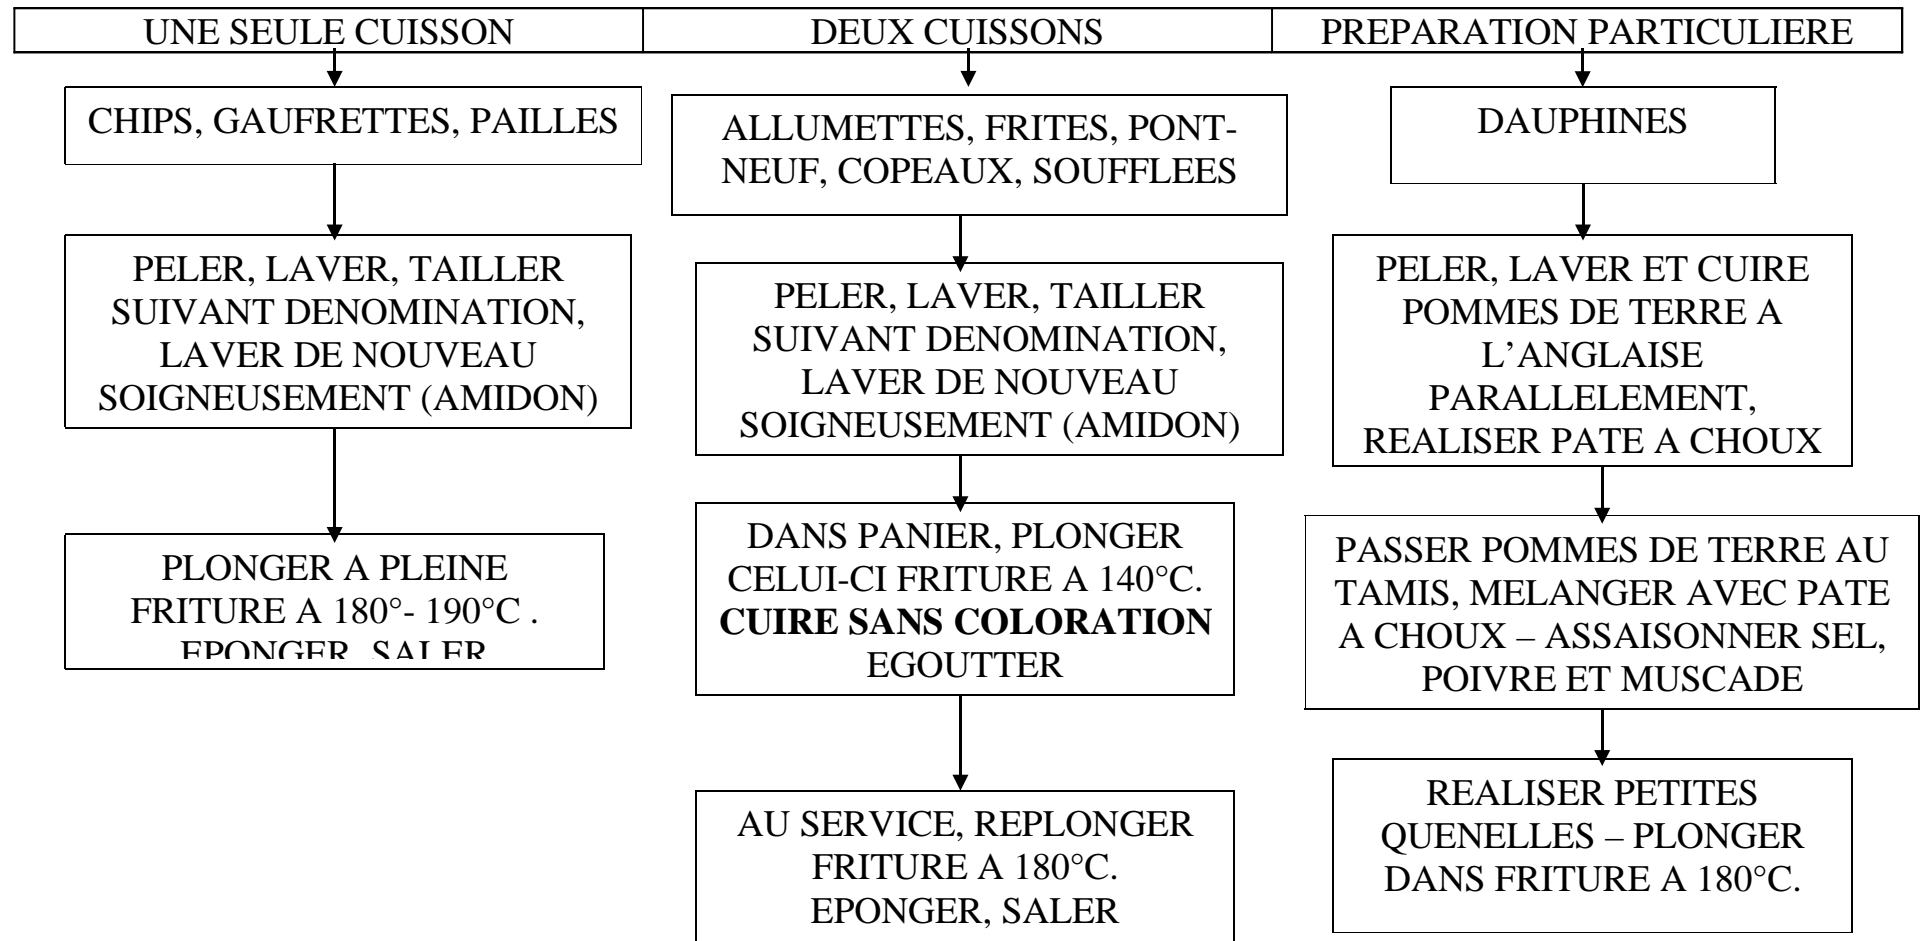 UNE SEULE CUISSON
DEUX CUISSONS
PREPARATION PARTICULIERE
CHIPS, GAUFRETTES, PAILLES
PELER, LAVER, TAILLER
SUIVANT DENOMINATION,
LAVER DE NOUVEAU
SOIGNEUSEMENT (AMIDON)
PLONGER A PLEINE
FRITURE A 180°- 190°C .
EPONGER, SALER
ALLUMETTES, FRITES, PONT-
NEUF, COPEAUX, SOUFFLEES
PELER, LAVER, TAILLER
SUIVANT DENOMINATION,
LAVER DE NOUVEAU
SOIGNEUSEMENT (AMIDON)
DANS PANIER, PLONGER
CELUI-CI FRITURE A 140°C.
CUIRE SANS COLORATION
EGOUTTER
AU SERVICE, REPLONGER
FRITURE A 180°C.
EPONGER, SALER
DAUPHINES
PELER, LAVER ET CUIRE
POMMES DE TERRE A
L’ANGLAISE
PARALLELEMENT,
REALISER PATE A CHOUX
PASSER POMMES DE TERRE AU
TAMIS, MELANGER AVEC PATE
A CHOUX – ASSAISONNER SEL,
POIVRE ET MUSCADE
REALISER PETITES
QUENELLES – PLONGER
DANS FRITURE A 180°C.